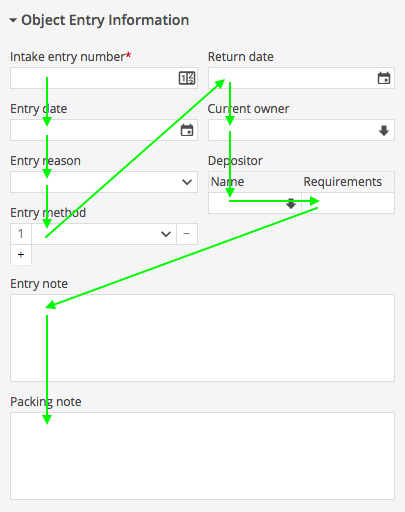 Object Entry Information
Intake entry number*
Entry date
Entry reason
Entry method
1
+
Return date
Current owner
Depositor
Name Requirements
Entry note
Packing note